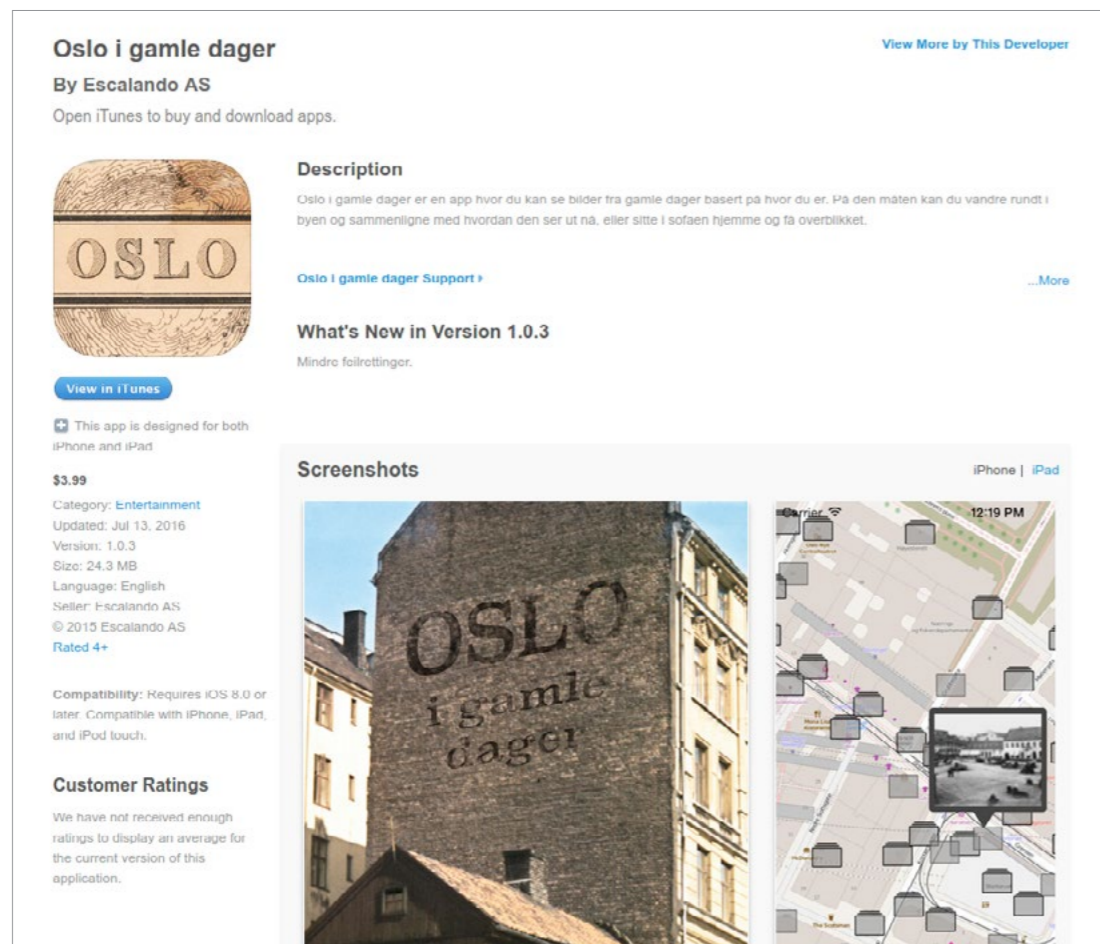 Oslo i gamle dager
View More by This Developer
By Escalando AS
Open iTunes to buy and download apps.
OSLO
Description
Oslo i gamle dager er en app hvor du kan se bilder fra gamle dager basert på hvor du er. På den måten kan du vandre rundt i
byen og sammenligne med hvordan den ser ut nå, eller sitte i sofaen hjemme og få overblikket.
Oslo i gamle dager Support
...More
What's New in Version 1.0.3
Mindre feilrettinger.
View in iTunes
This app is designed for both
iPhone and iPad
$3.99
Category: Entertainment
Updated: Jul 13, 2016
Version: 1.0.3
Size: 24.3 MB
Language: English
Seller: Escalando AS
© 2015 Escalando AS
Rated 4+
Compatibility: Requires iOS 8.0 or
later. Compatible with iPhone, iPad,
and iPod touch.
Customer Ratings
We have not received enough
ratings to display an average for
the current version of this
application.
Screenshots
iPhone | iPad
OSLO
i gamle
dager
Carrier
12:19 PM
The Scotsman